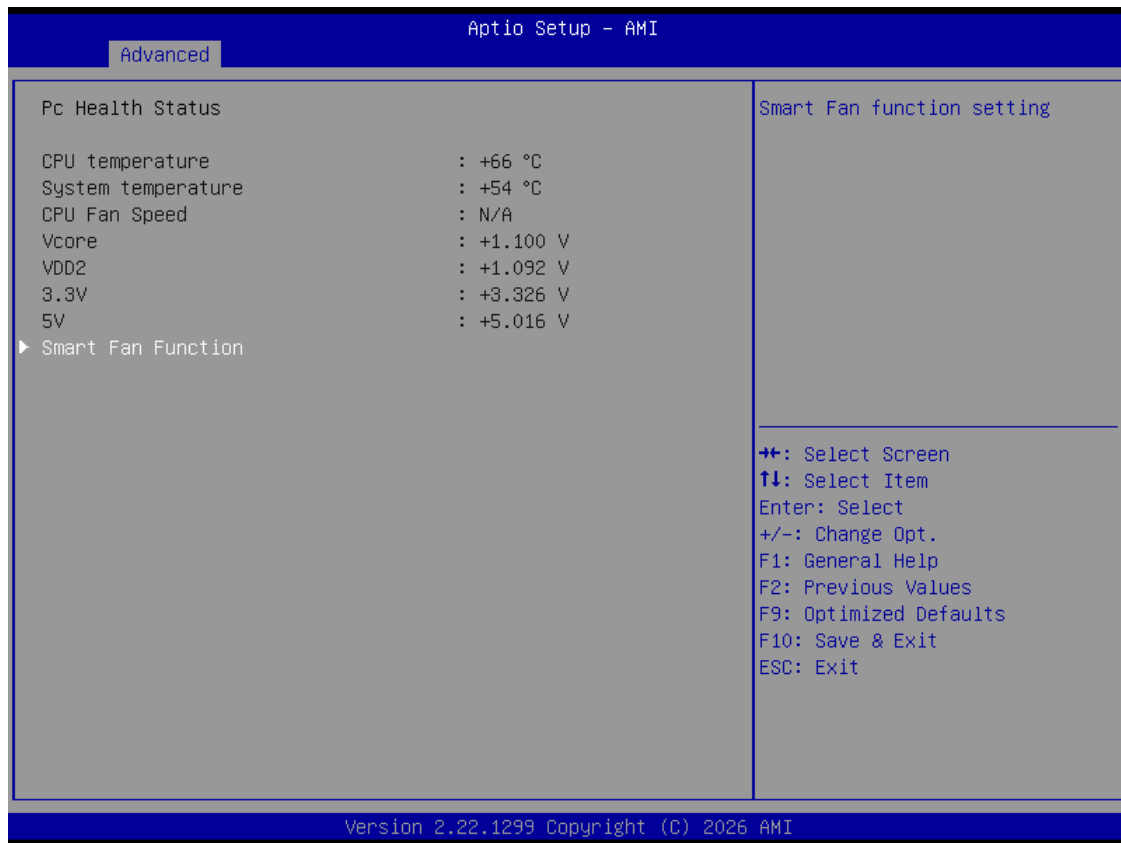 Aptio Setup – AMI
Advanced
Pc Health Status
CPU temperature : +66 °C
System temperature : +54 °C
CPU Fan Speed : N/A
Vcore : +1.100 V
VDD2 : +1.092 V
3.3V : +3.326 V
5V : +5.016 V
▶ Smart Fan Function
Smart Fan function setting
→←: Select Screen
↑↓: Select Item
Enter: Select
+/-: Change Opt.
F1: General Help
F2: Previous Values
F9: Optimized Defaults
F10: Save & Exit
ESC: Exit
Version 2.22.1299 Copyright (C) 2026 AMI